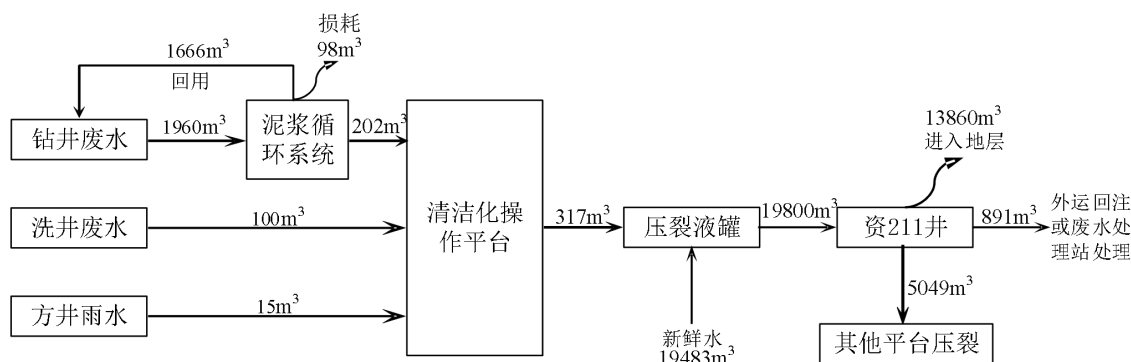 损耗
98m³
1666m³
回用
钻井废水
1960m³
泥浆循
环系统
202m³
洗井废水
100m³
方井雨水
15m³
清洁化操
作平台
317m³
压裂液罐
新鲜水
19483m³
19800m³
资211井
13860m³
进入地层
891m³
外运回注
或废水处
理站处理
5049m³
其他平台压裂